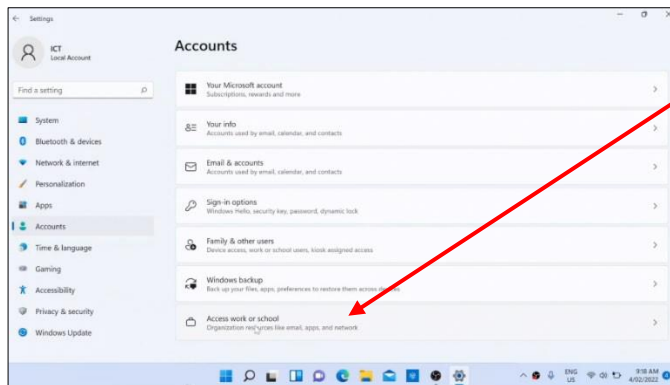 Settings
ICT
Local Account
Find a setting
System
Bluetooth & devices
Network & internet
Personalization
Apps
Accounts
Time & language
Gaming
Accessibility
Privacy & security
Windows Update
Accounts
Your Microsoft account
Subscriptions, rewards and more
Your info
Accounts used by email, calendar, and contacts
Email & accounts
Accounts used by email, calendar, and contacts
Sign-in options
Windows Hello, security key, password, dynamic lock
Family & other users
Device access, work or school users, kiosk assigned access
Windows backup
Back up your files, apps, preferences to restore them across devices
Access work or school
Organization resources like email, apps, and network
ENG
US
9:18 AM
4/02/2022